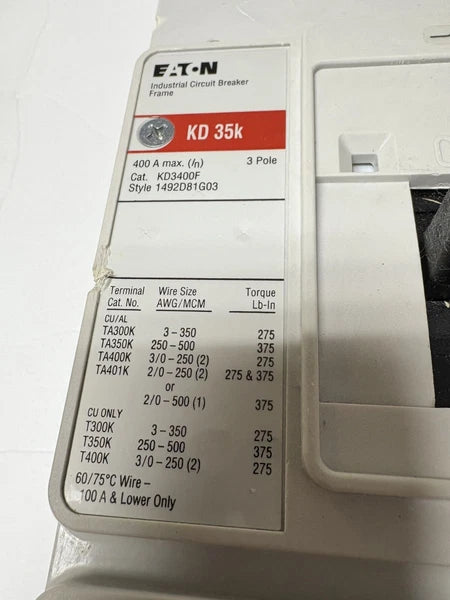 EATON
Industrial Circuit Breaker
Frame
KD 35k
400 A max. (In) 3 Pole
Cat. KD3400F
Style 1492D81G03
Terminal Wire Size Torque
Cat. No. AWG/MCM Lb-In
CU/AL
TA300K 3–350 275
TA350K 250–500 375
TA400K 3/0–250 (2) 275
TA401K 2/0–250 (2) 275 & 375
or
2/0–500 (1) 375
CU ONLY
T300K 3–350 275
T350K 250–500 375
T400K 3/0–250 (2) 275
60/75°C Wire –
100 A & Lower Only